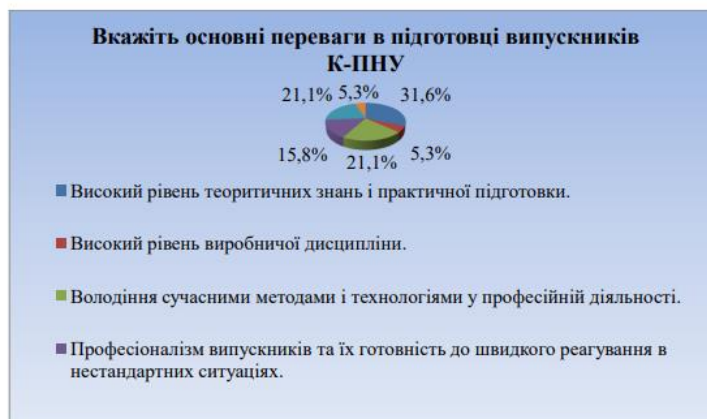 Вкажіть основні переваги в підготовці випускників
К-ПНУ
21,1% 5,3% 31,6%
15,8% 21,1% 5,3%
Високий рівень теоритичних знань і практичної підготовки.
Високий рівень виробничої дисципліни.
Володіння сучасними методами і технологіями у професійній діяльності.
Професіоналізм випускників та їх готовність до швидкого реагування в
нестандартних ситуаціях.